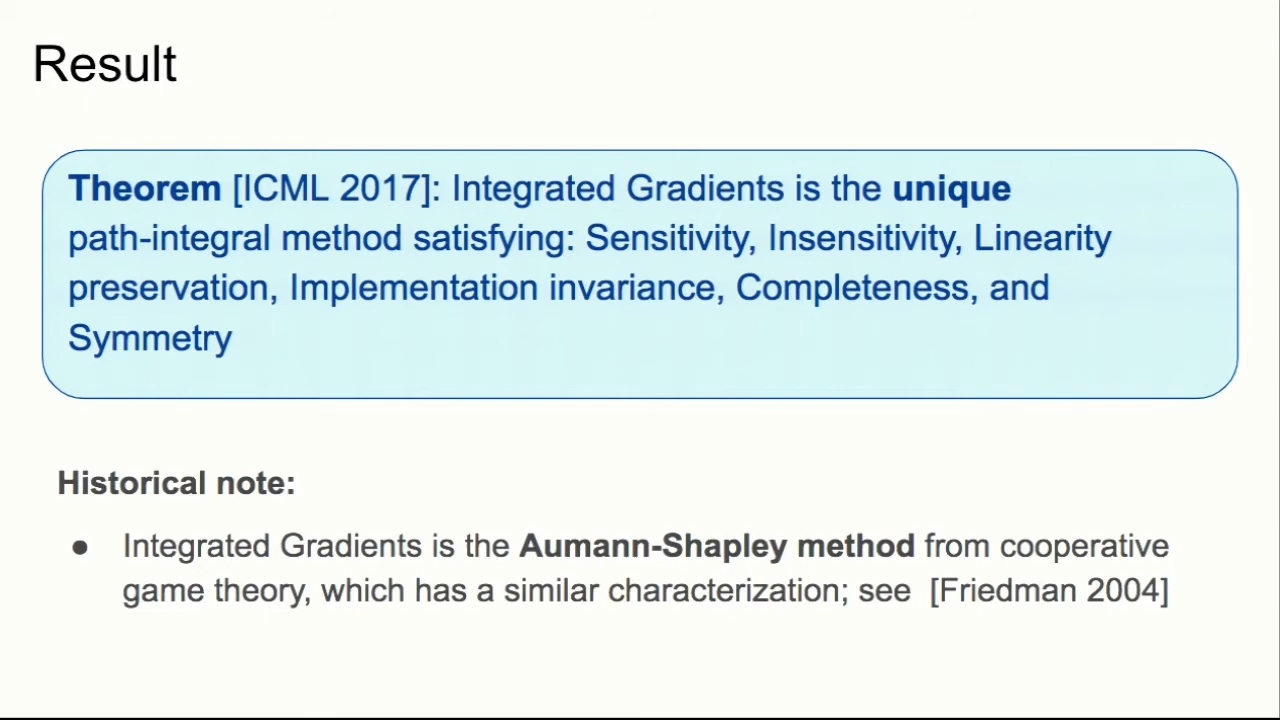 Result
Theorem [ICML 2017]: Integrated Gradients is the unique
path-integral method satisfying: Sensitivity, Insensitivity, Linearity
preservation, Implementation invariance, Completeness, and
Symmetry
Historical note:
● Integrated Gradients is the Aumann-Shapley method from cooperative
game theory, which has a similar characterization; see [Friedman 2004]